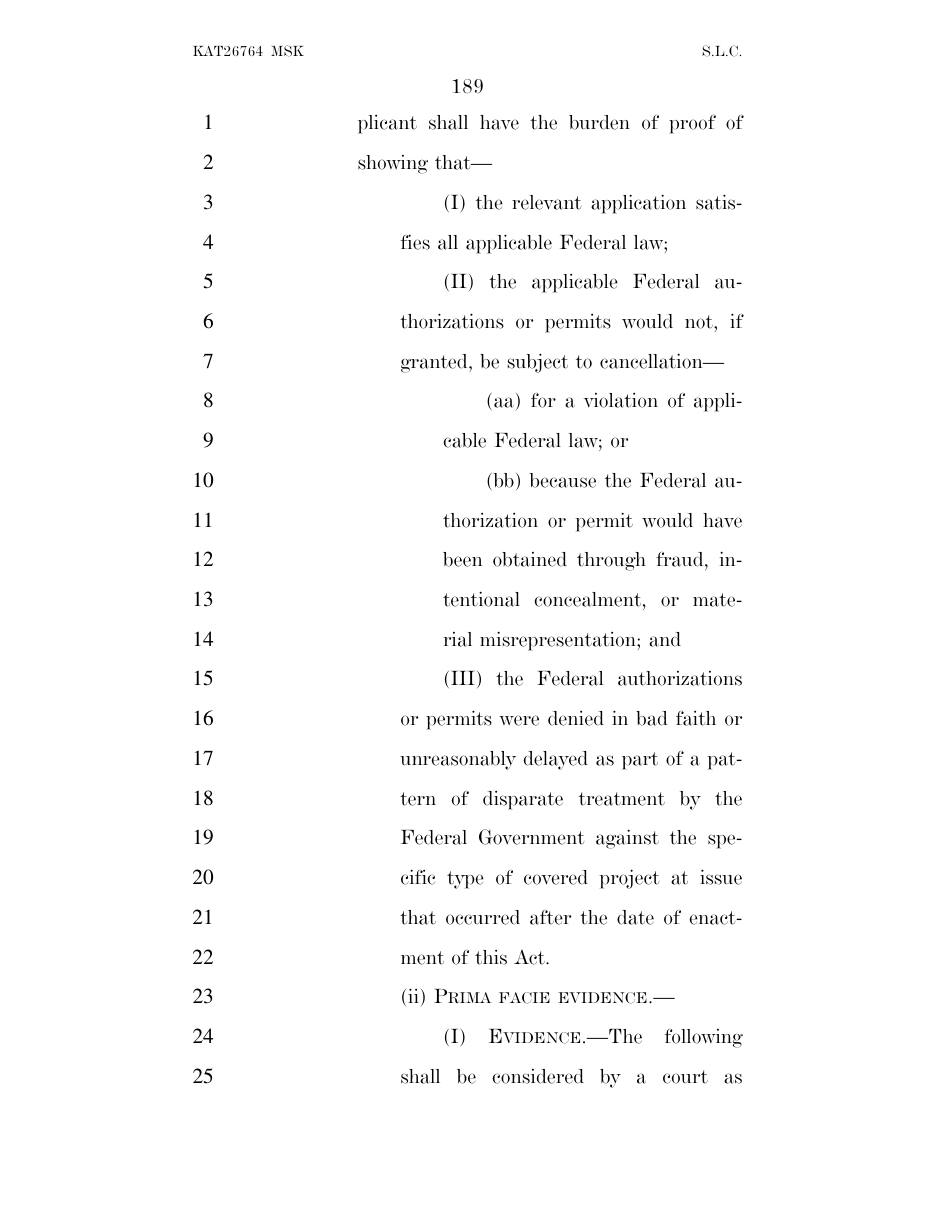 KAT26764 MSK S.L.C.
189
1 plicant shall have the burden of proof of
2 showing that—
3 (I) the relevant application satis-
4 fies all applicable Federal law;
5 (II) the applicable Federal au-
6 thorizations or permits would not, if
7 granted, be subject to cancellation—
8 (aa) for a violation of appli-
9 cable Federal law; or
10 (bb) because the Federal au-
11 thorization or permit would have
12 been obtained through fraud, in-
13 tentional concealment, or mate-
14 rial misrepresentation; and
15 (III) the Federal authorizations
16 or permits were denied in bad faith or
17 unreasonably delayed as part of a pat-
18 tern of disparate treatment by the
19 Federal Government against the spe-
20 cific type of covered project at issue
21 that occurred after the date of enact-
22 ment of this Act.
23 (ii) PRIMA FACIE EVIDENCE.—
24 (I) EVIDENCE.—The following
25 shall be considered by a court as